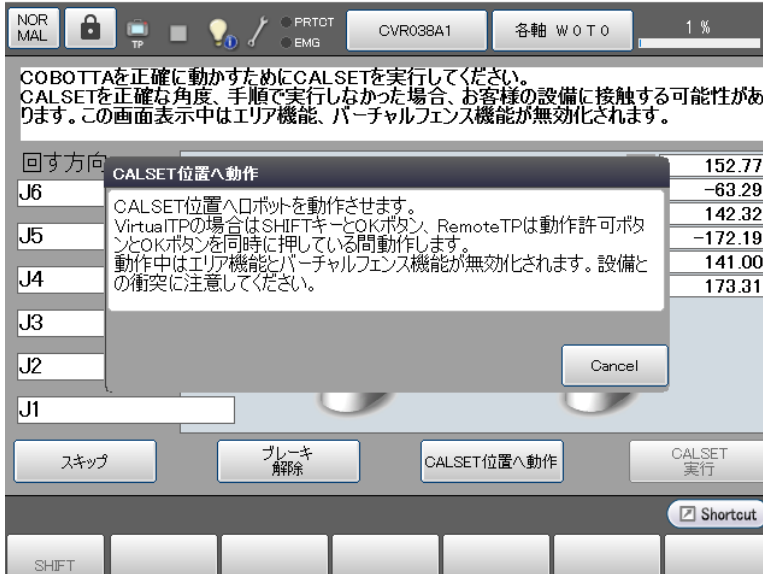 NOR
MAL
TP
PRTCT
EMG
CVR038A1
各軸 W0T0
1 %
COBOTTAを正確に動かすためにCALSETを実行してください。
CALSETを正確な角度、手順で実行しなかった場合、お客様の設備に接触する可能性があ
ります。この画面表示中はエリア機能、バーチャルフェンス機能が無効化されます。
回す方向
CALSET位置へ動作
CALSET位置へロボットを動作させます。
VirtualTPの場合はSHIFTキーとOKボタン、RemoteTPは動作許可ボタ
ンとOKボタンを同時に押している間動作します。
動作中はエリア機能とバーチャルフェンス機能が無効化されます。設備と
の衝突に注意してください。
Cancel
152.77
-63.29
142.32
-172.19
141.00
173.31
J6
J5
J4
J3
J2
J1
スキップ
ブレーキ
解除
CALSET位置へ動作
CALSET
実行
Shortcut
SHIFT